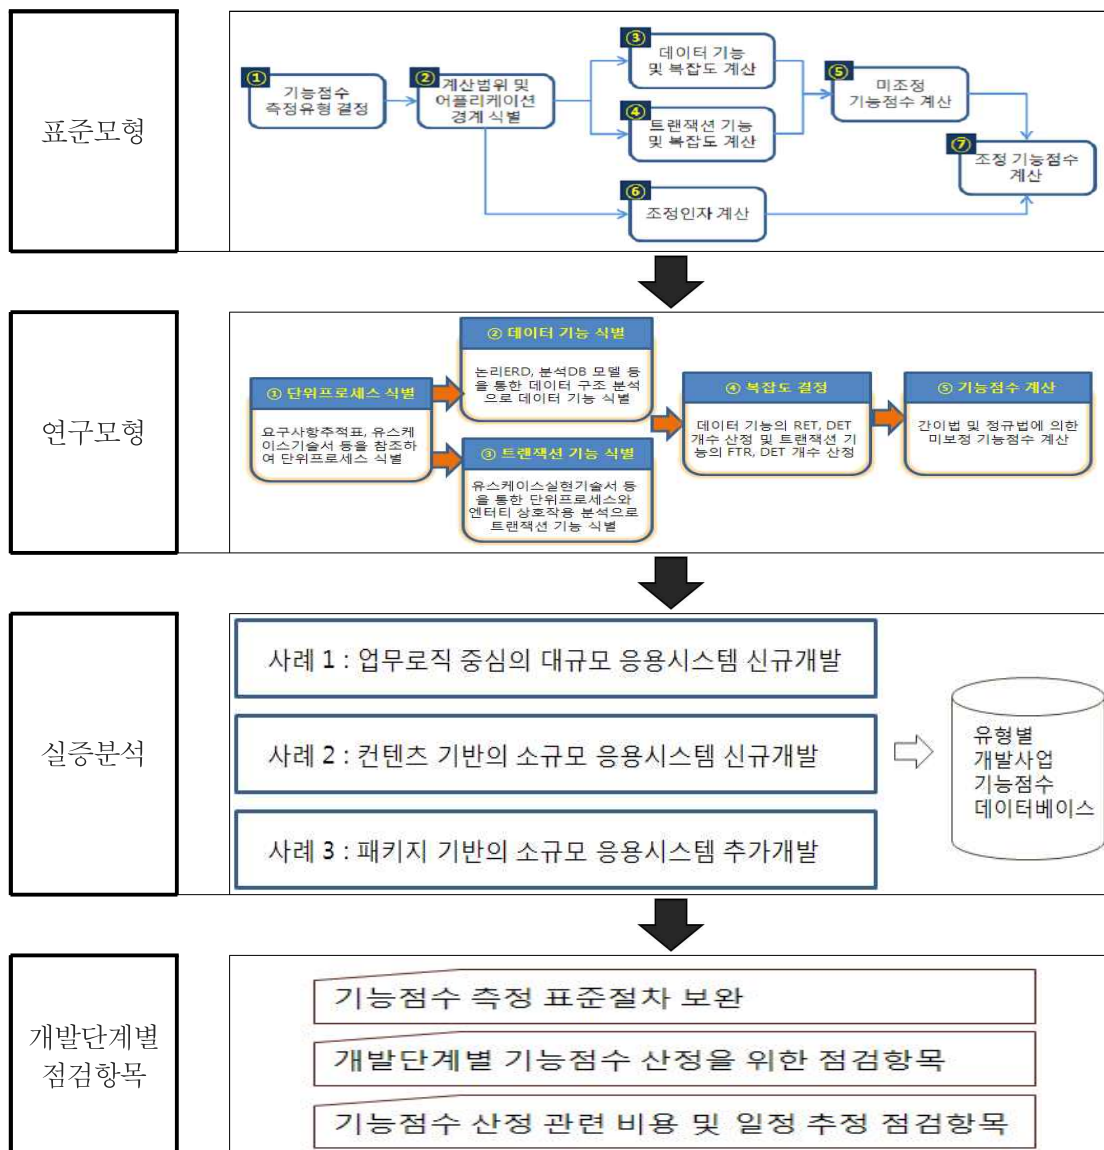 표준모형
①
기능점수
측정유형 결정
②
계산범위 및
어플리케이션
경계 식별
③
데이터 기능
및 복잡도 계산
④
트랜잭션 기능
및 복잡도 계산
⑤
미조정
기능점수 계산
⑥
조정인자 계산
⑦
조정 기능점수
계산
연구모형
① 단위프로세스 식별
요구사항추적표, 유스케
이스기술서 등을 참조하
여 단위프로세스 식별
② 데이터 기능 식별
논리ERD, 분석DB 모델 등
을 통한 데이터 구조 분석
으로 데이터 기능 식별
③ 트랜잭션 기능 식별
유스케이스실현기술서 등
을 통한 단위프로세스와
엔터티 상호작용 분석으로
트랜잭션 기능 식별
④ 복잡도 결정
데이터 기능의 RET, DET
개수 산정 및 트랜잭션 기
능의 FTR, DET 개수 산정
⑤ 기능점수 계산
간이법 및 정규법에 의한
미보정 기능점수 계산
실증분석
사례 1 : 업무로직 중심의 대규모 응용시스템 신규개발
사례 2 : 컨텐츠 기반의 소규모 응용시스템 신규개발
사례 3 : 패키지 기반의 소규모 응용시스템 추가개발
유형별
개발사업
기능점수
데이터베이스
개발단계별
점검항목
기능점수 측정 표준절차 보완
개발단계별 기능점수 산정을 위한 점검항목
기능점수 산정 관련 비용 및 일정 추정 점검항목